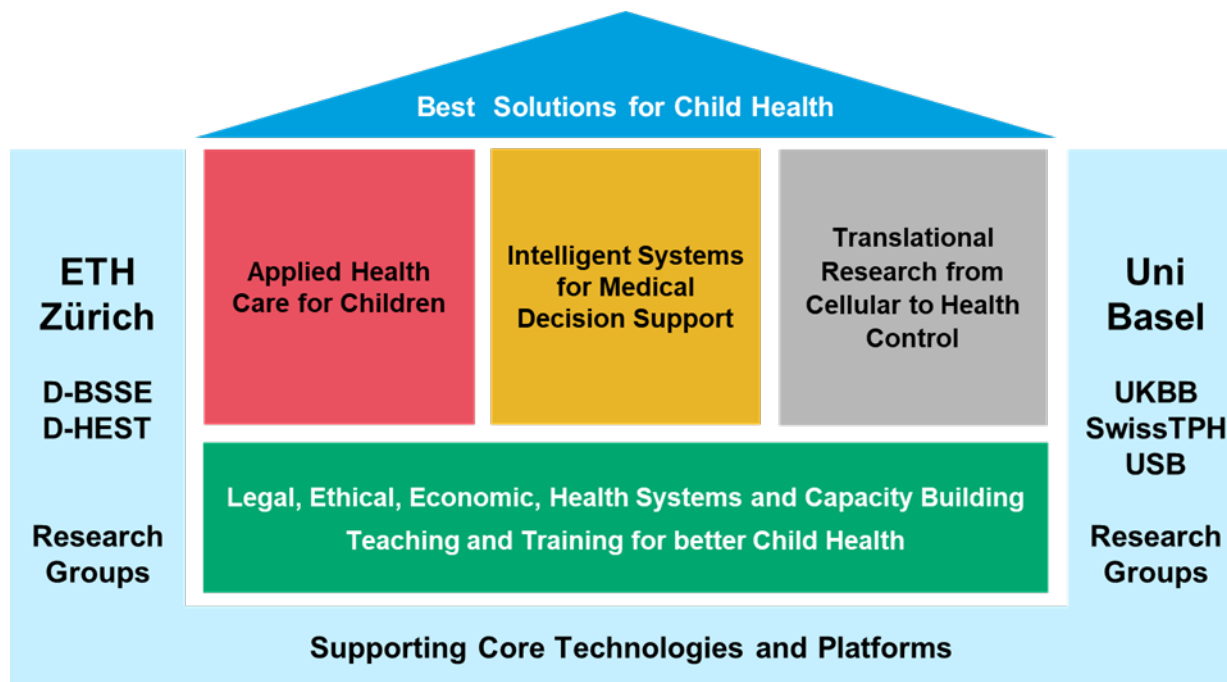 Best Solutions for Child Health
ETH
Zürich
D-BSSE
D-HEST
Research
Groups
Applied Health
Care for Children
Intelligent Systems
for Medical
Decision Support
Translational
Research from
Cellular to Health
Control
Legal, Ethical, Economic, Health Systems and Capacity Building
Teaching and Training for better Child Health
Uni
Basel
UKBB
SwissTPH
USB
Research
Groups
Supporting Core Technologies and Platforms